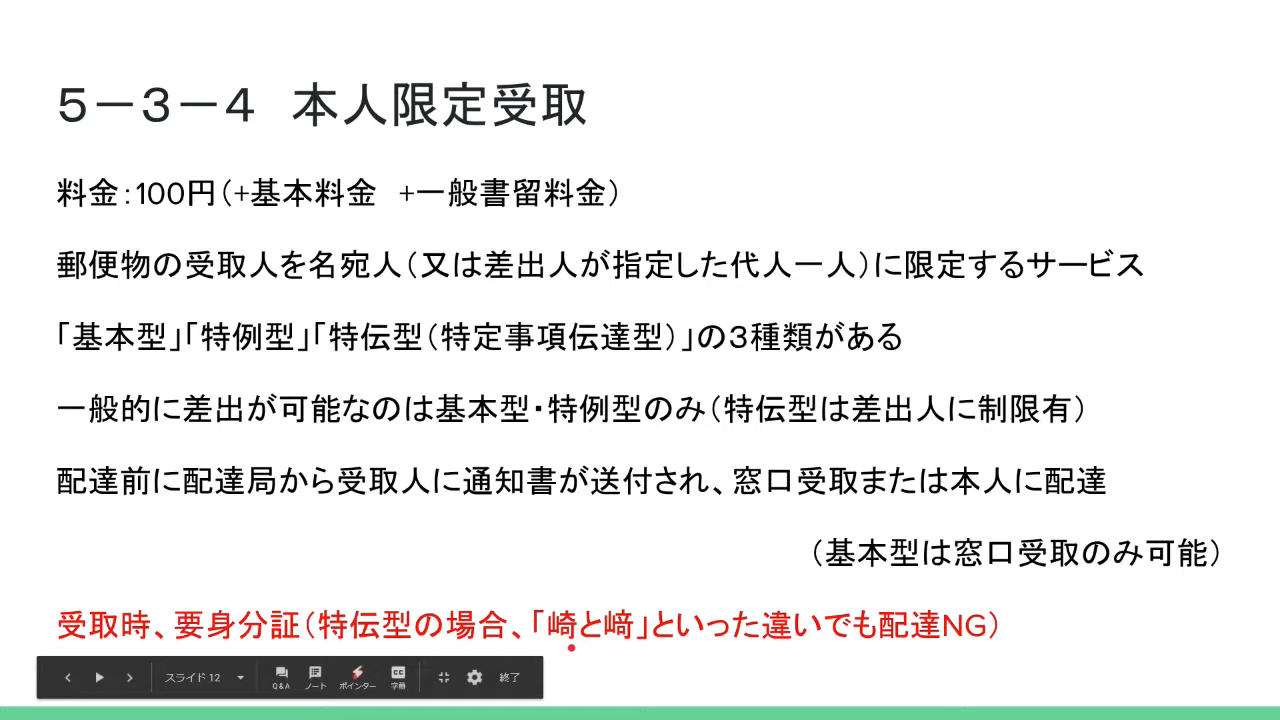 ５－３－４　本人限定受取
料金：100円（+基本料金　+一般書留料金）
郵便物の受取人を名宛人（又は差出人が指定した代人一人）に限定するサービス
「基本型」「特例型」「特伝型（特定事項伝達型）」の３種類がある
一般的に差出が可能なのは基本型・特例型のみ（特伝型は差出人に制限有）
配達前に配達局から受取人に通知書が送付され、窓口受取または本人に配達
（基本型は窓口受取のみ可能）
受取時、要身分証（特伝型の場合、「崎と﨑」といった違いでも配達NG）
スライド 12
Q&A ノート ポインター 字幕 終了